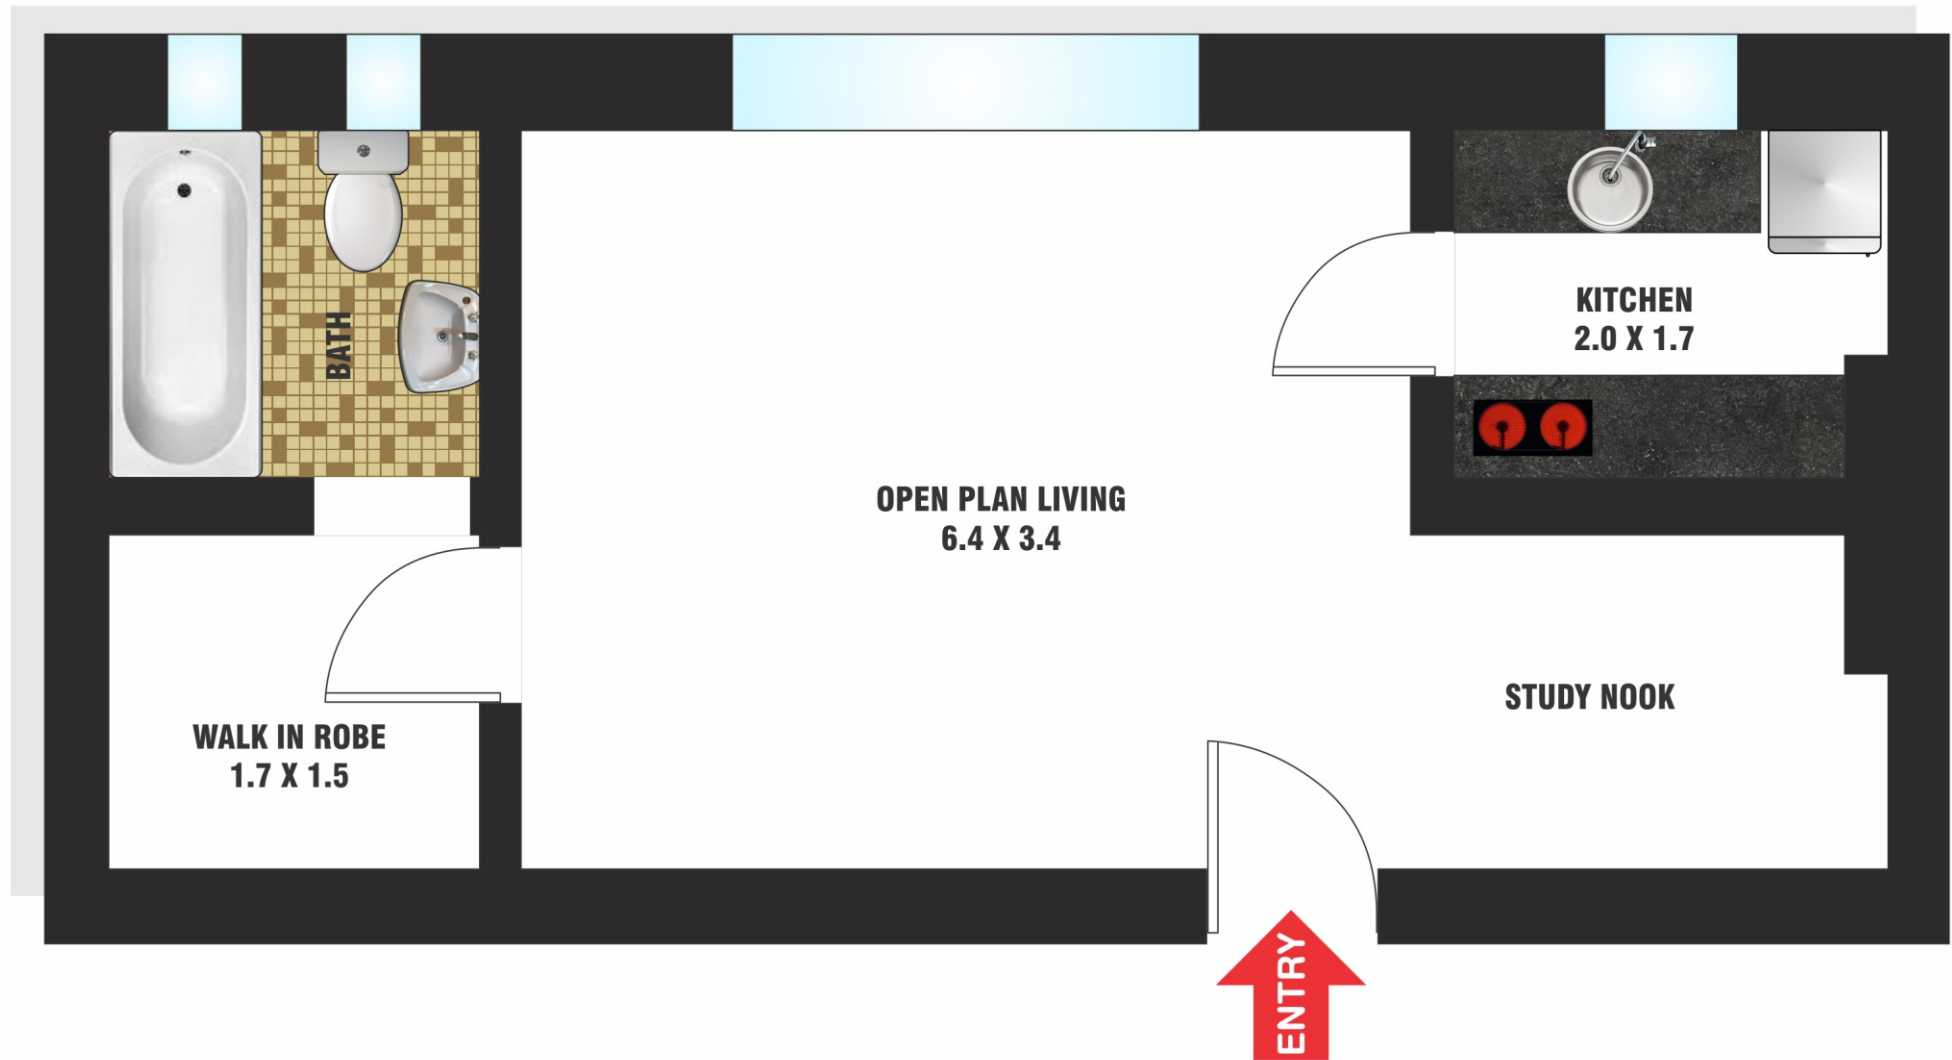 BATH
KITCHEN
2.0 X 1.7
OPEN PLAN LIVING
6.4 X 3.4
STUDY NOOK
WALK IN ROBE
1.7 X 1.5
ENTRY